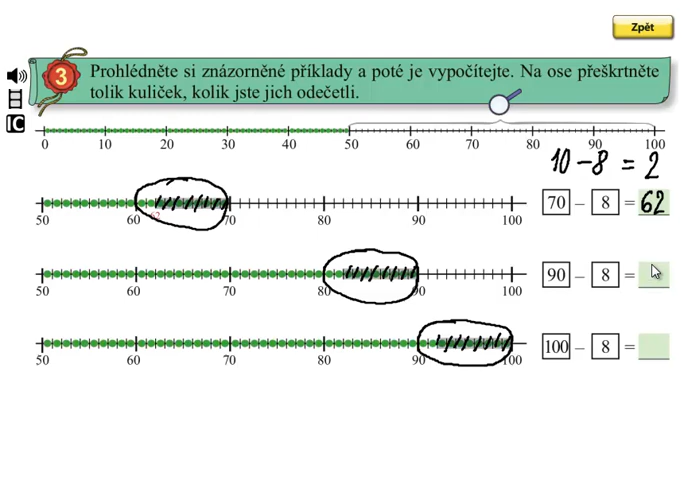 Zpět
3 Prohlédněte si znázorněné příklady a poté je vypočítejte. Na ose přeškrtněte
tolik kuliček, kolik jste jich odečetli.
0 10 20 30 40 50 60 70 80 90 100
10 - 8 = 2
70 – 8 = 62
50 60 62 70 80 90 100
90 – 8 =
50 60 70 80 90 100
100 – 8 =
50 60 70 80 90 100